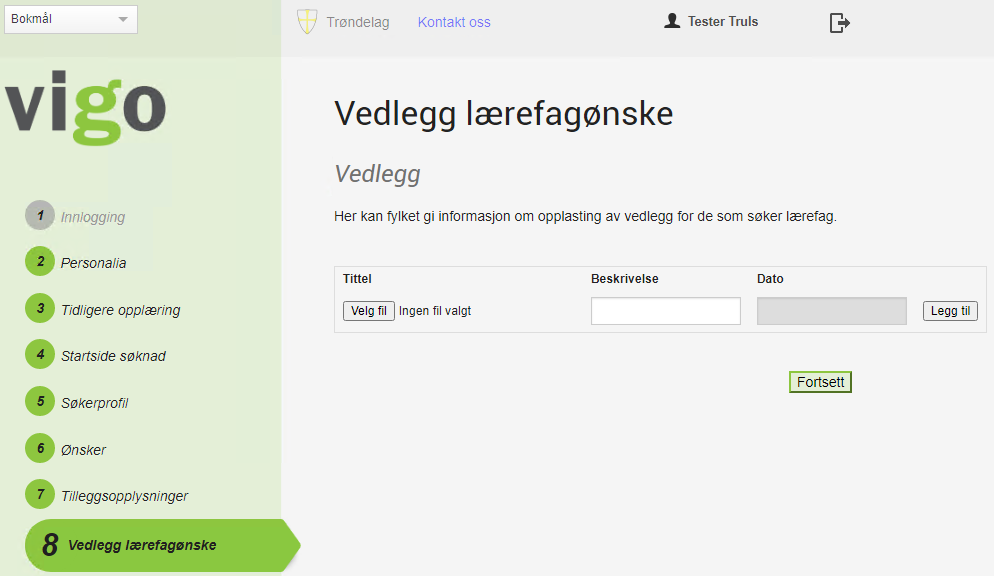 Bokmål
Trøndelag Kontakt oss Tester Truls
vigo
1 Innlogging
2 Personalia
3 Tidligere opplæring
4 Startside søknad
5 Søkerprofil
6 Ønsker
7 Tilleggsopplysninger
8 Vedlegg lærefagønske
Vedlegg lærefagønske
Vedlegg
Her kan fylket gi informasjon om opplasting av vedlegg for de som søker lærefag.
Tittel Beskrivelse Dato
Velg fil Ingen fil valgt Legg til
Fortsett